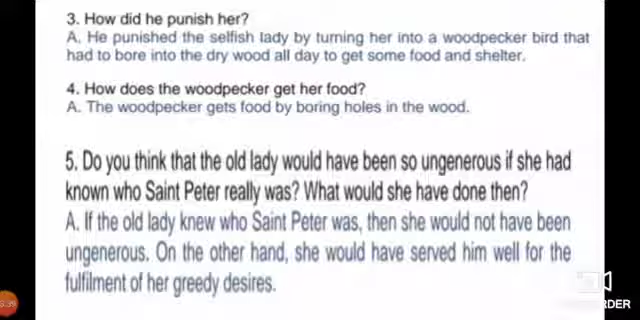 3. How did he punish her?
A. He punished the selfish lady by turning her into a woodpecker bird that
had to bore into the dry wood all day to get some food and shelter.
4. How does the woodpecker get her food?
A. The woodpecker gets food by boring holes in the wood.
5. Do you think that the old lady would have been so ungenerous if she had
known who Saint Peter really was? What would she have done then?
A. If the old lady knew who Saint Peter was, then she would not have been
ungenerous. On the other hand, she would have served him well for the
fulfilment of her greedy desires.